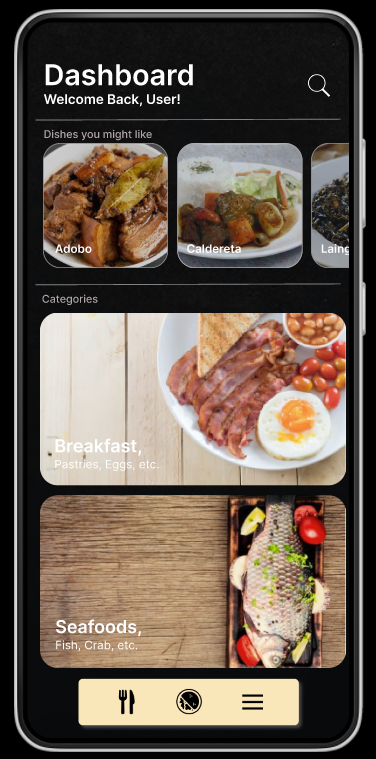 Dashboard
Welcome Back, User!
Dishes you might like
Adobo
Caldereta
Laing
Categories
Breakfast,
Pastries, Eggs, etc.
Seafoods,
Fish, Crab, etc.